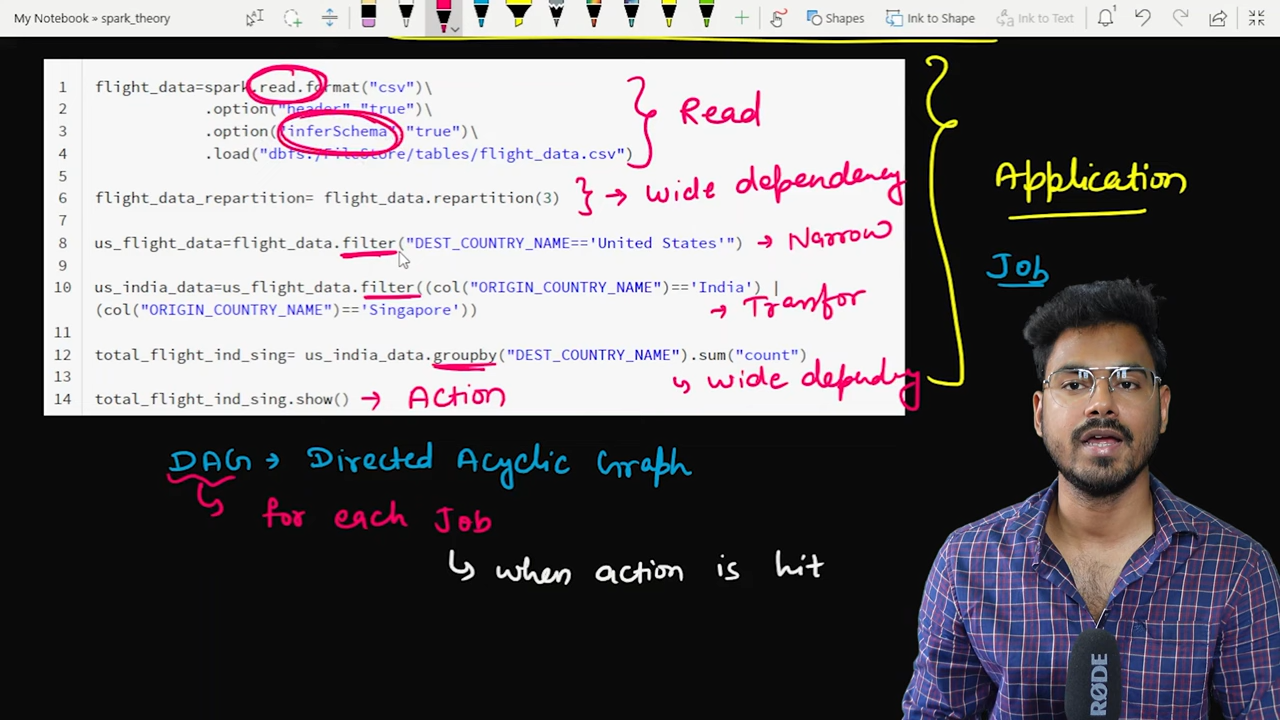 My Notebook » spark_theory
Shapes
Ink to Shape
Ink to Text
1 flight_data=spark.read.format("csv")\
2 .option("header" "true")\
3 .option("inferSchema" "true")\
4 .load("dbfs:/FileStore/tables/flight_data.csv")
Read
5
wide dependency
6 flight_data_repartition= flight_data.repartition(3)
7
8 us_flight_data=flight_data.filter("DEST_COUNTRY_NAME=='United States'") → Narrow
9
10 us_india_data=us_flight_data.filter((col("ORIGIN_COUNTRY_NAME")=='India') |
(col("ORIGIN_COUNTRY_NAME")=='Singapore'))
→ Transfor
11
12 total_flight_ind_sing= us_india_data.groupby("DEST_COUNTRY_NAME").sum("count")
13
wide dependency
14 total_flight_ind_sing.show() → Action
Application
Job
DAG → Directed Acyclic Graph
for each Job
when action is hit
RØDE